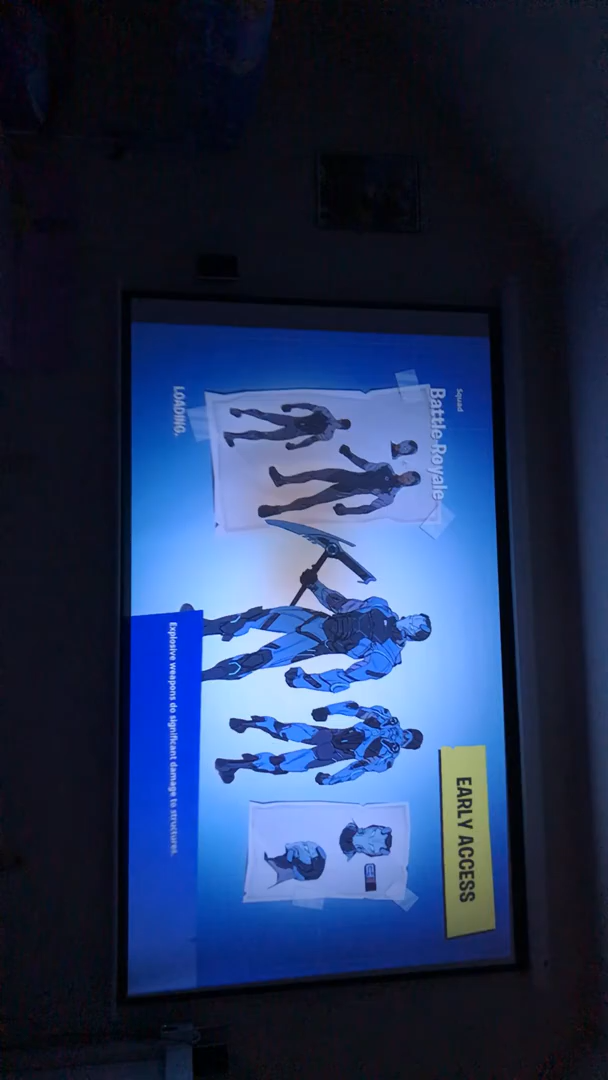 Squad
Battle Royale
EARLY ACCESS
LOADING.
Explosive weapons do significant damage to structures.